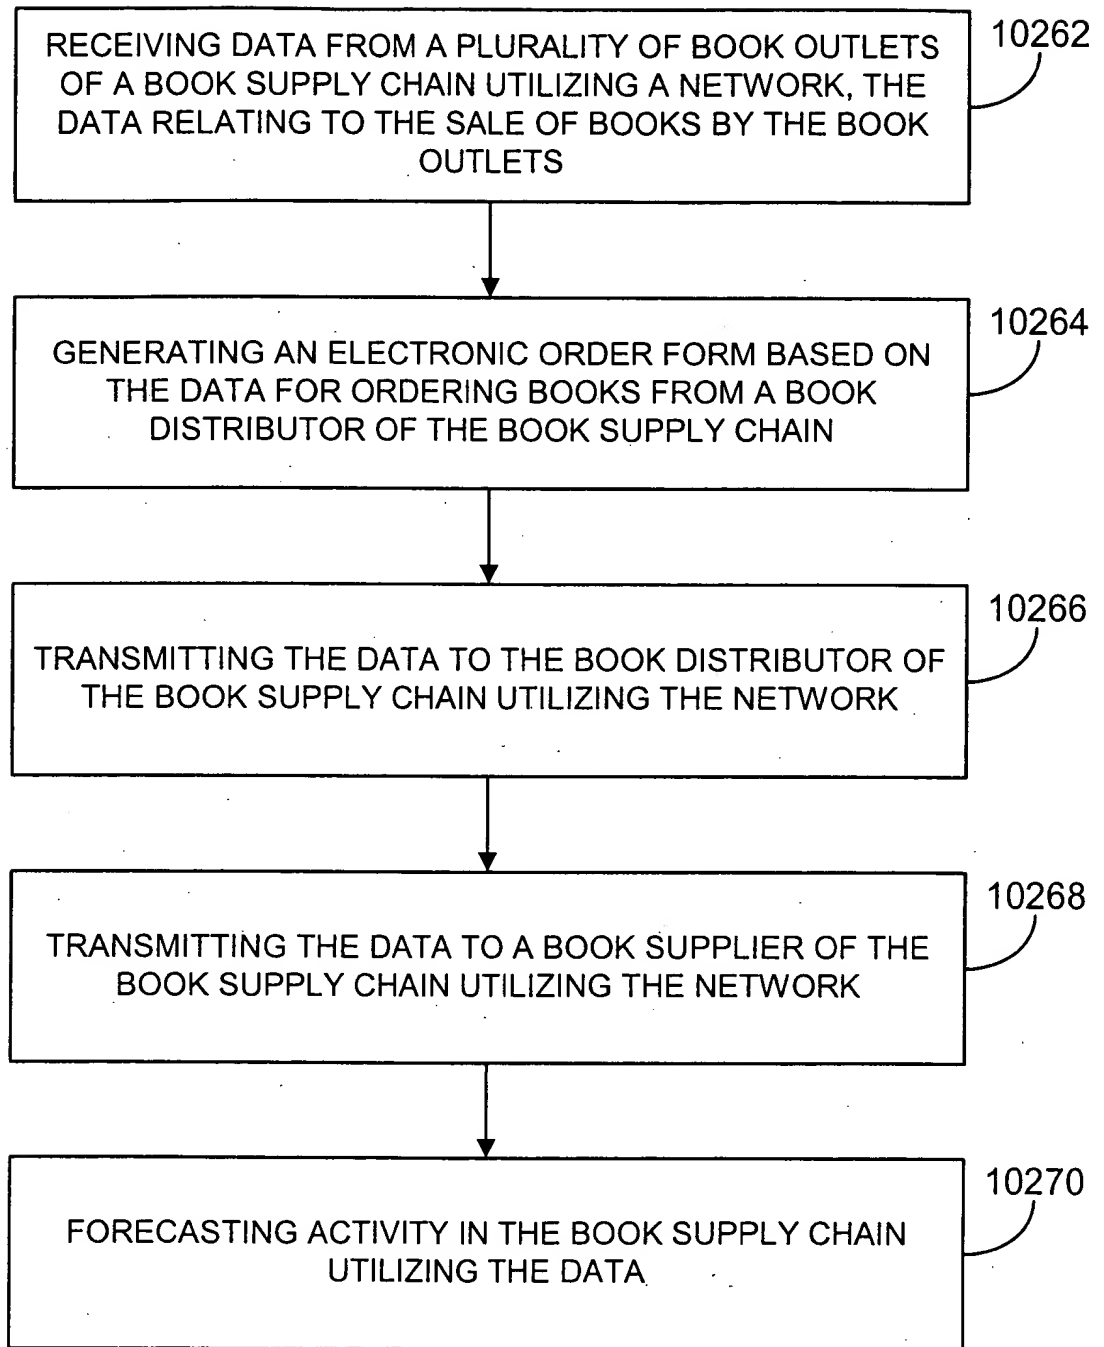 RECEIVING DATA FROM A PLURALITY OF BOOK OUTLETS
OF A BOOK SUPPLY CHAIN UTILIZING A NETWORK, THE
DATA RELATING TO THE SALE OF BOOKS BY THE BOOK
OUTLETS
10262
GENERATING AN ELECTRONIC ORDER FORM BASED ON
THE DATA FOR ORDERING BOOKS FROM A BOOK
DISTRIBUTOR OF THE BOOK SUPPLY CHAIN
10264
TRANSMITTING THE DATA TO THE BOOK DISTRIBUTOR OF
THE BOOK SUPPLY CHAIN UTILIZING THE NETWORK
10266
TRANSMITTING THE DATA TO A BOOK SUPPLIER OF THE
BOOK SUPPLY CHAIN UTILIZING THE NETWORK
10268
FORECASTING ACTIVITY IN THE BOOK SUPPLY CHAIN
UTILIZING THE DATA
10270